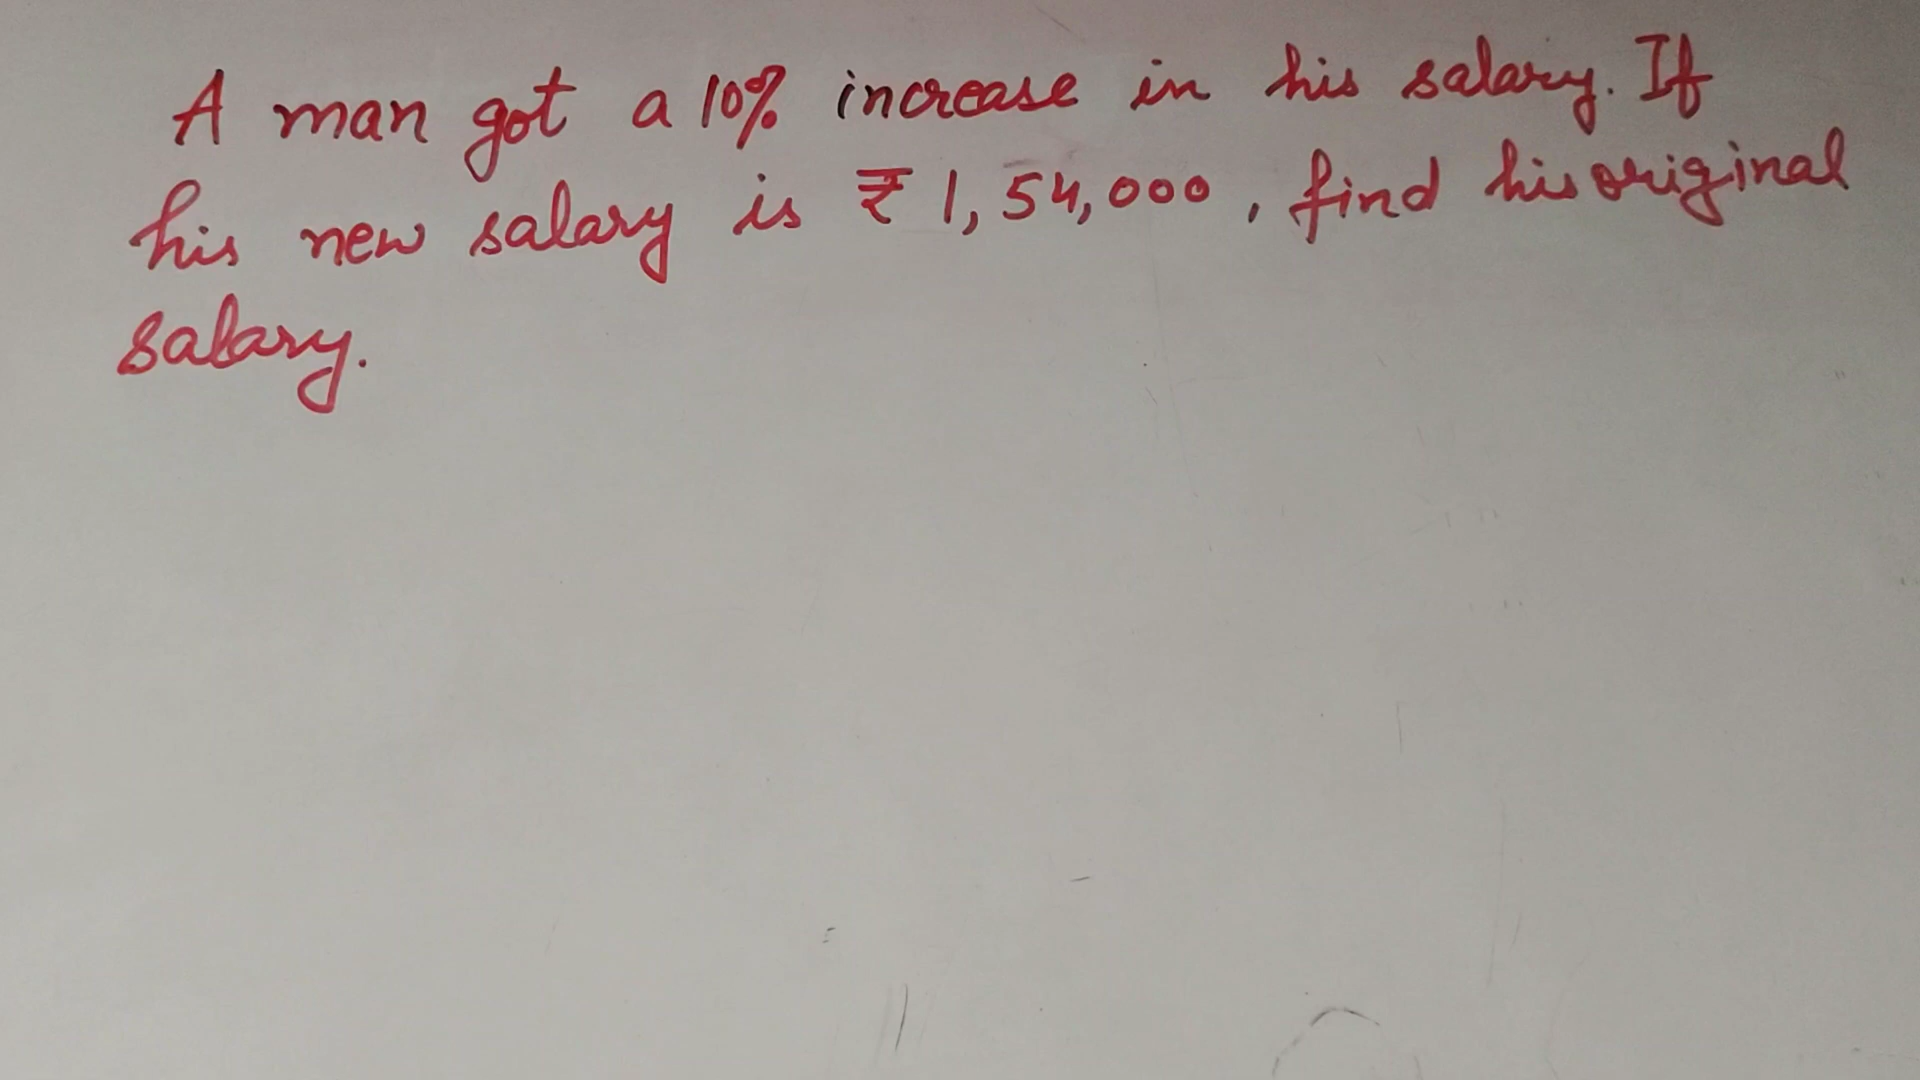 A man got a 10% increase in his salary. If
his new salary is ₹ 1,54,000, find his original
salary.